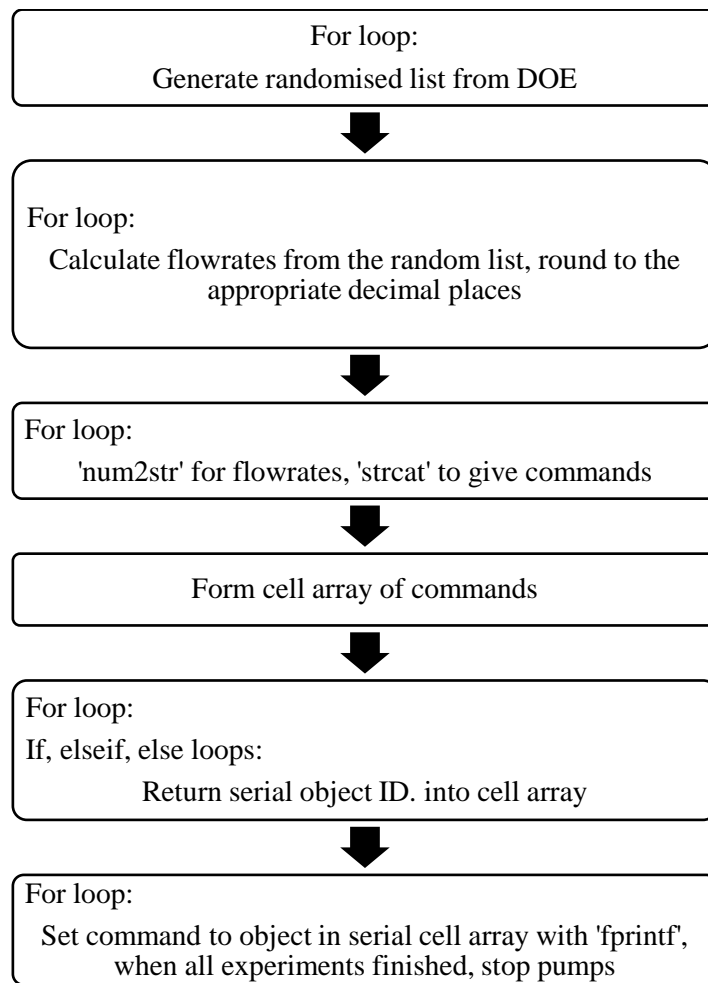 For loop:
Generate randomised list from DOE
For loop:
Calculate flowrates from the random list, round to the
appropriate decimal places
For loop:
'num2str' for flowrates, 'strcat' to give commands
Form cell array of commands
For loop:
If, elseif, else loops:
Return serial object ID. into cell array
For loop:
Set command to object in serial cell array with 'fprintf',
when all experiments finished, stop pumps